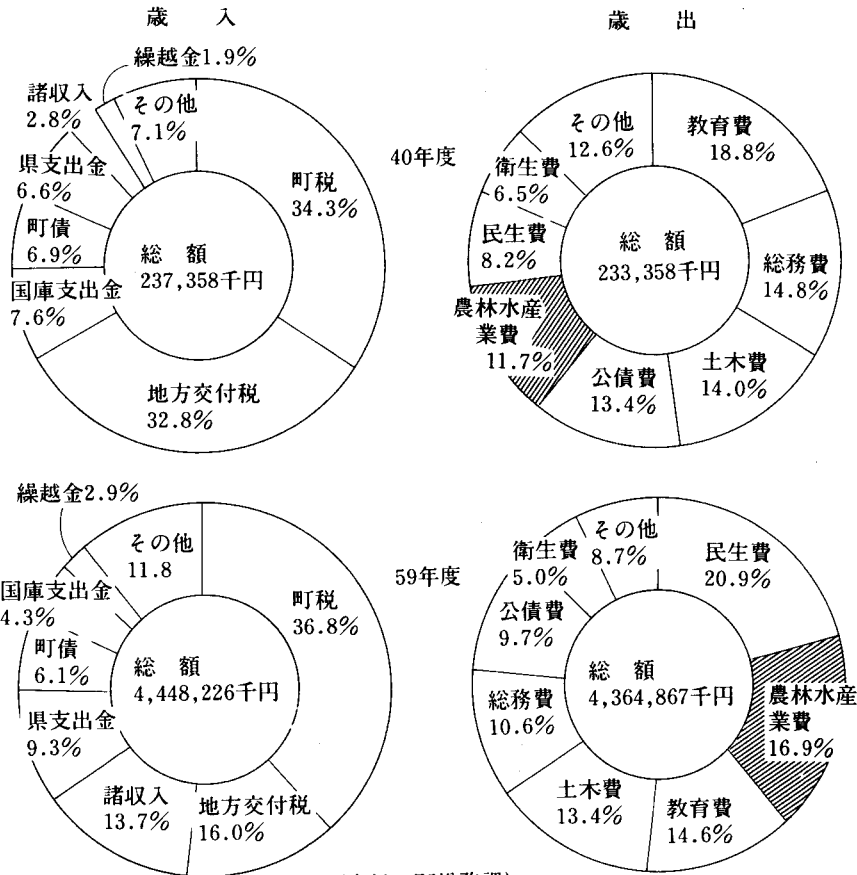 歳 入
繰越金1.9%
諸収入
2.8%
その他
7.1%
県支出金
6.6%
町債
6.9%
国庫支出金
7.6%
町税
34.3%
総 額
237,358千円
地方交付税
32.8%
40年度
歳 出
その他
12.6%
教育費
18.8%
衛生費
6.5%
民生費
8.2%
総務費
14.8%
総 額
233,358千円
農林水産
業費
11.7%
公債費
13.4%
土木費
14.0%
繰越金2.9%
その他
11.8
国庫支出金
4.3%
町債
6.1%
町税
36.8%
総 額
4,448,226千円
県支出金
9.3%
諸収入
13.7%
地方交付税
16.0%
59年度
衛生費
5.0%
その他
8.7%
民生費
20.9%
公債費
9.7%
総務費
10.6%
総 額
4,364,867千円
農林水産
業費
16.9%
土木費
13.4%
教育費
14.6%